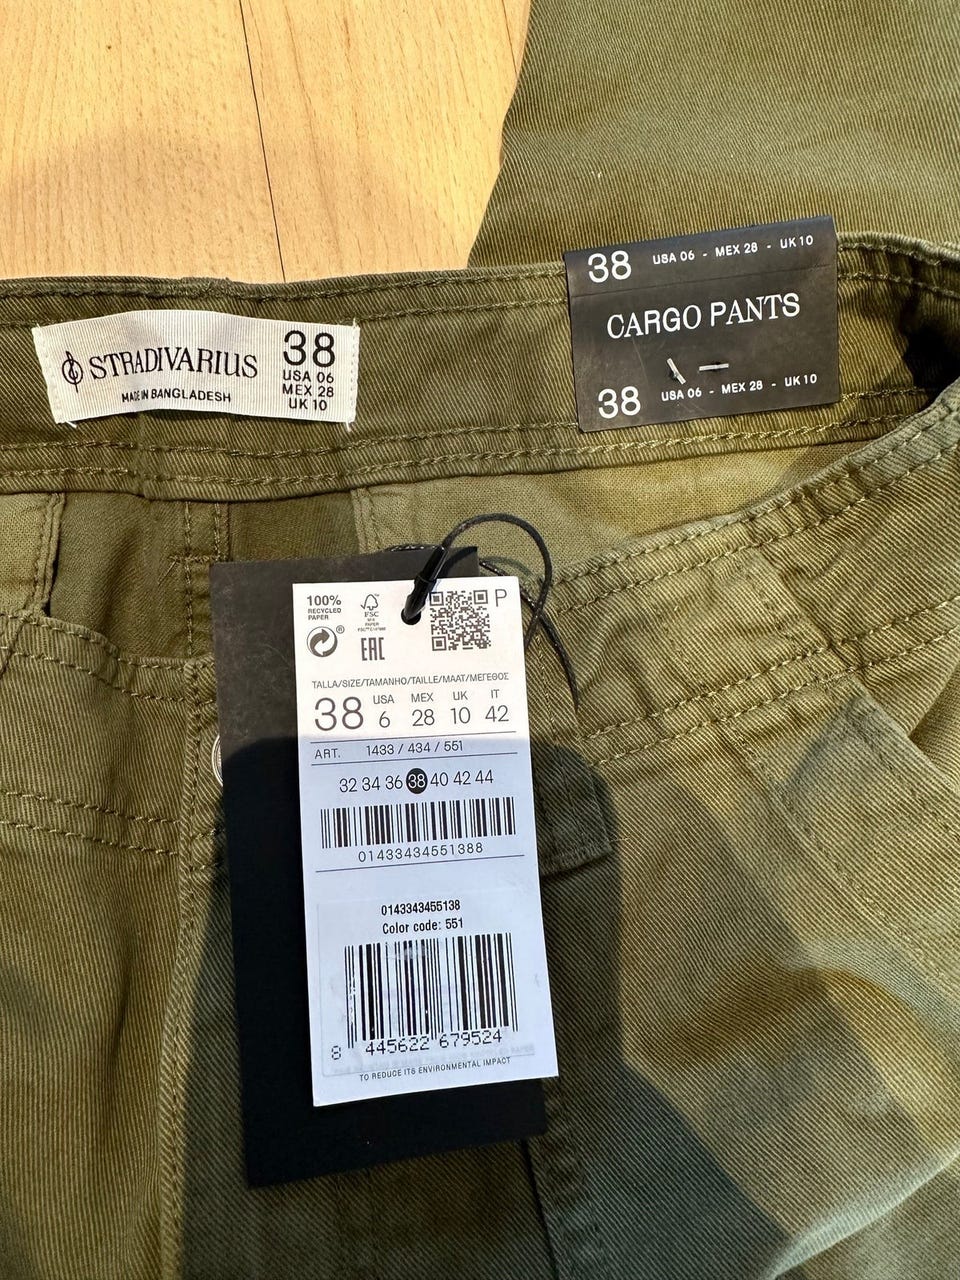 STRADIVARIUS
MADE IN BANGLADESH
38
USA 06
MEX 28
UK 10
38 USA 06 - MEX 28 - UK 10
CARGO PANTS
38 USA 06 - MEX 28 - UK 10
100%
RECYCLED
PAPER
FSC
MIX
PAPER
EAC
P
TALLA/SIZE/TAMANHO/TAILLE/MAAT/ΜΕΓΕΘΟΣ
38 USA 6 MEX 28 UK 10 IT 42
ART. 1433 / 434 / 551
32 34 36 38 40 42 44
01433434551388
0143343455138
Color code: 551
8 445622 679524
TO REDUCE ITS ENVIRONMENTAL IMPACT